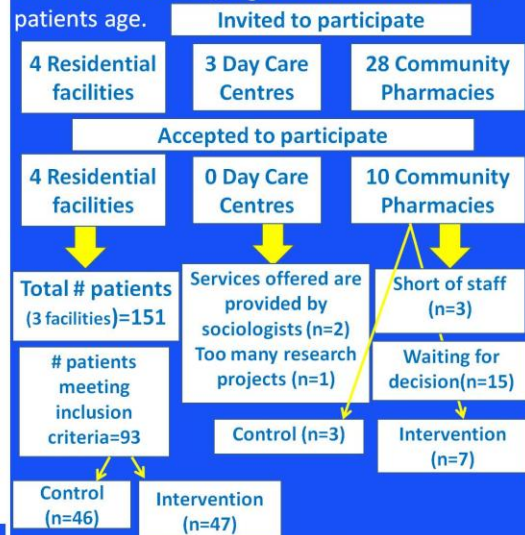 patients age.
Invited to participate
4 Residential
facilities
3 Day Care
Centres
28 Community
Pharmacies
Accepted to participate
4 Residential
facilities
0 Day Care
Centres
10 Community
Pharmacies
Total # patients
(3 facilities)=151
Services offered are
provided by
sociologists (n=2)
Too many research
projects (n=1)
Short of staff
(n=3)
# patients
meeting
inclusion
criteria=93
Waiting for
decision(n=15)
Control (n=3)
Intervention
(n=7)
Control
(n=46)
Intervention
(n=47)